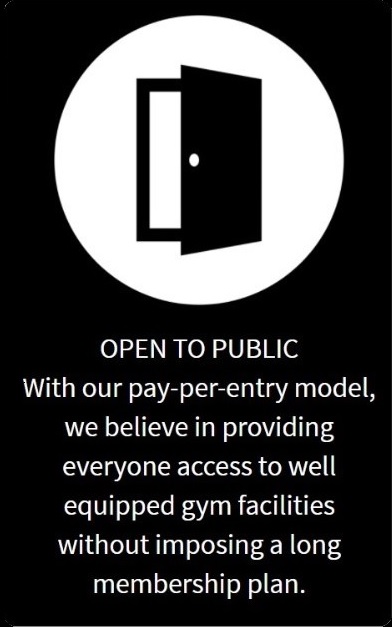 OPEN TO PUBLIC
With our pay-per-entry model,
we believe in providing
everyone access to well
equipped gym facilities
without imposing a long
membership plan.